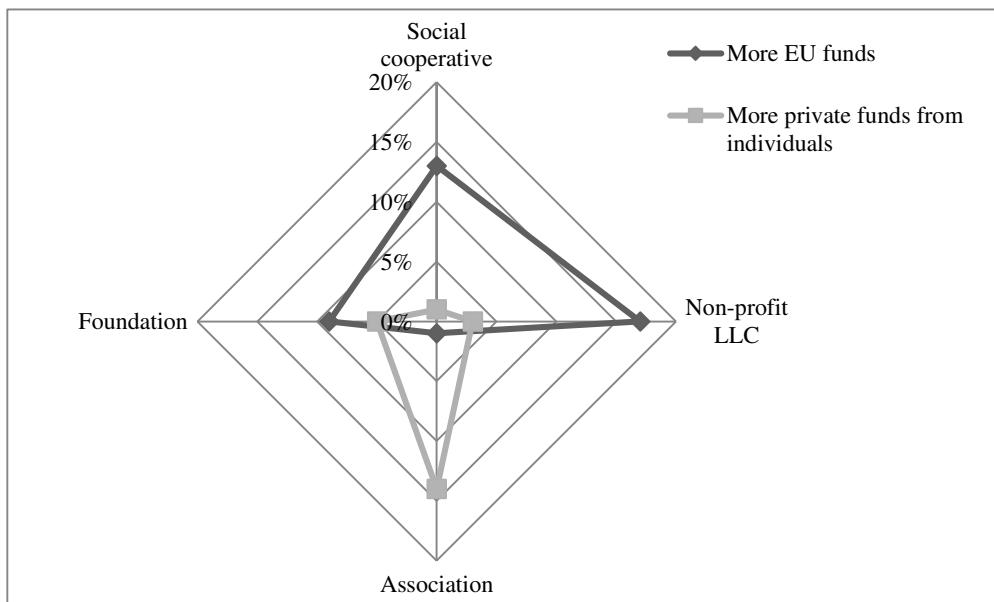 Social
cooperative
20%
15%
10%
5%
0%
Foundation
Non-profit
LLC
Association
More EU funds
More private funds from
individuals